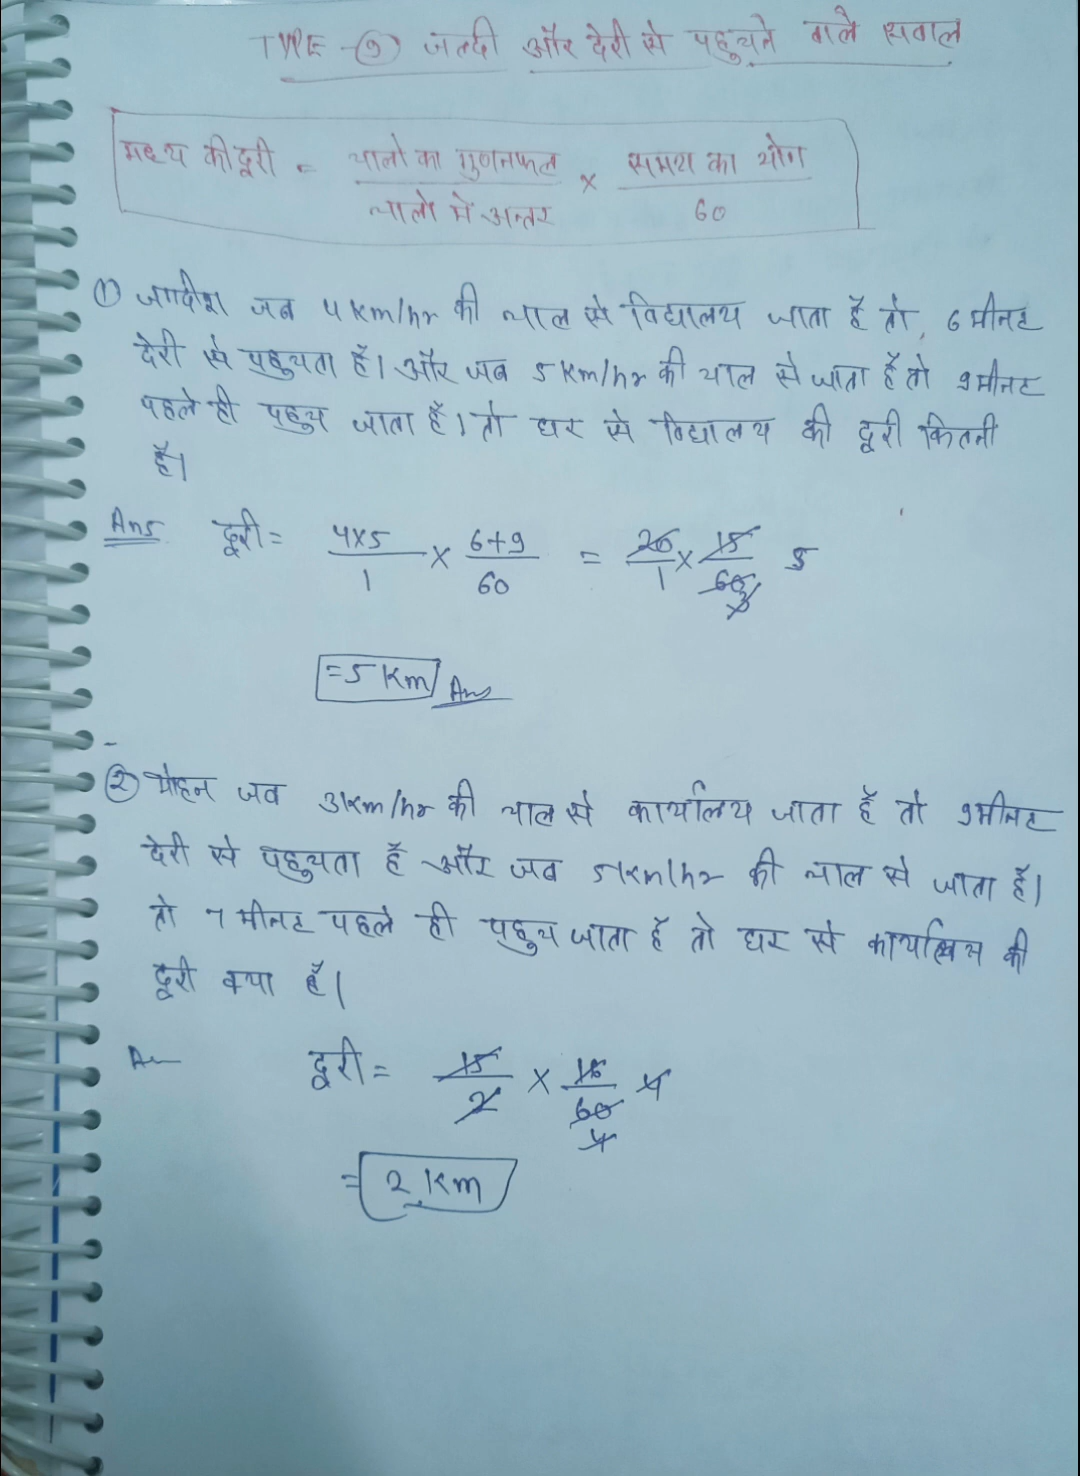 TYPE - ⑨ जल्दी और देरी से पहुचने वाले सवाल
मध्य की दूरी = चालो का गुणनफल / चालो मे अन्तर × समय का योग / 60
① जगदीश जब 4 km/hr की चाल से विद्यालय जाता हैं तो, 6 मीनट
देरी से पहुचता हैं। और जब 5 km/hr की चाल से जाता हैं तो 9 मीनट
पहले ही पहुच जाता हैं। तो घर से विद्यालय की दूरी कितनी
हैं।
Ans दूरी = 4×5 / 1 × 6+9 / 60 = 20 / 1 × 15 / 60 5
= 5 Km Ans
② मोहन जब 3 km/hr की चाल से कार्यालय जाता हैं तो 9 मीनट
देरी से पहुचता हैं और जब 5 km/hr की चाल से जाता हैं।
तो 7 मीनट पहले ही पहुच जाता हैं तो घर से कार्यालय की
दूरी क्या हैं।
An दूरी = 15 / 2 × 16 / 60 4
4
= 2 Km